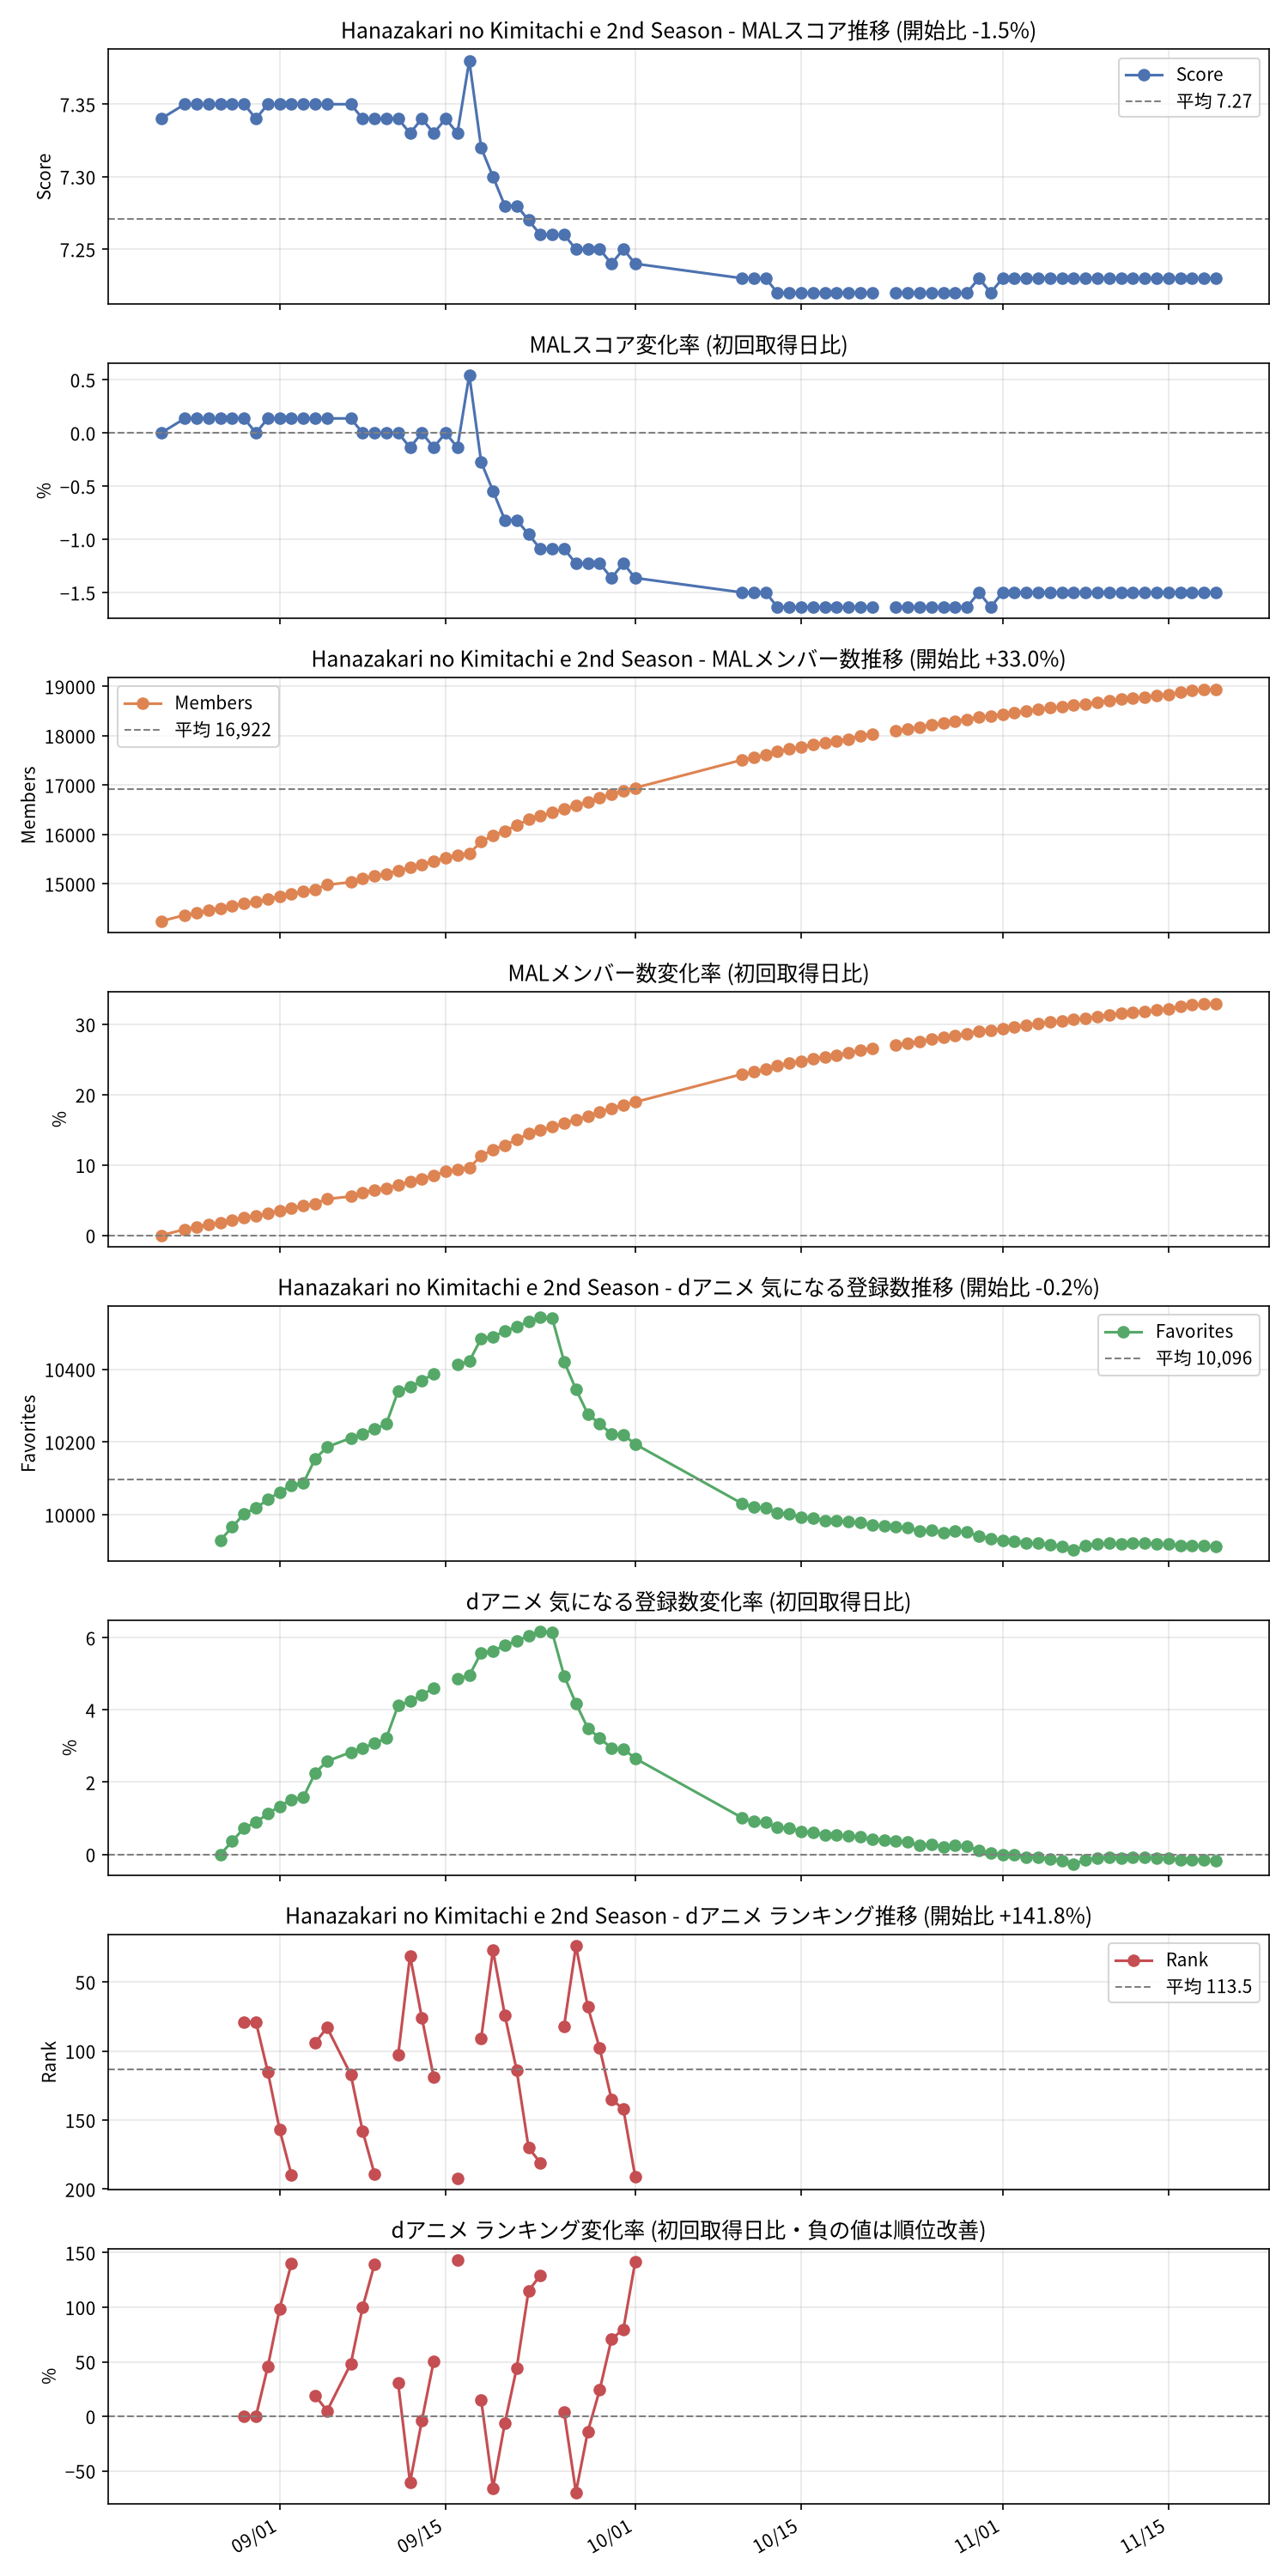 Hanazakari no Kimitachi e 2nd Season - MALスコア推移 (開始比 -1.5%)
Score
平均 7.27
Score
7.35
7.30
7.25
MALスコア変化率 (初回取得日比)
%
0.5
0.0
−0.5
−1.0
−1.5
Hanazakari no Kimitachi e 2nd Season - MALメンバー数推移 (開始比 +33.0%)
Members
平均 16,922
Members
19000
18000
17000
16000
15000
MALメンバー数変化率 (初回取得日比)
%
30
20
10
0
Hanazakari no Kimitachi e 2nd Season - dアニメ 気になる登録数推移 (開始比 -0.2%)
Favorites
平均 10,096
Favorites
10400
10200
10000
dアニメ 気になる登録数変化率 (初回取得日比)
%
6
4
2
0
Hanazakari no Kimitachi e 2nd Season - dアニメ ランキング推移 (開始比 +141.8%)
Rank
平均 113.5
Rank
50
100
150
200
dアニメ ランキング変化率 (初回取得日比・負の値は順位改善)
%
150
100
50
0
−50
09/01
09/15
10/01
10/15
11/01
11/15